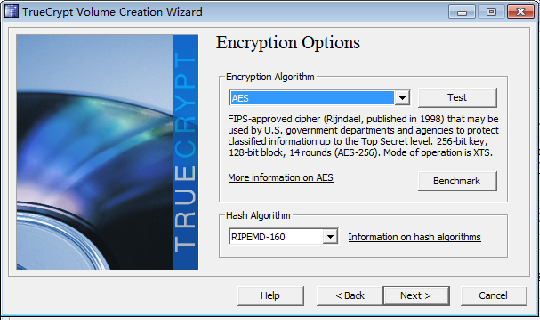 TrueCrypt Volume Creation Wizard
Encryption Options
Encryption Algorithm
AES
Test
FIPS-approved cipher (Rijndael, published in 1998) that may be
used by U.S. government departments and agencies to protect
classified information up to the Top Secret level. 256-bit key,
128-bit block, 14 rounds (AES-256). Mode of operation is XTS.
More information on AES
Benchmark
Hash Algorithm
RIPEMD-160
Information on hash algorithms
TRUECRYPT
Help
< Back
Next >
Cancel